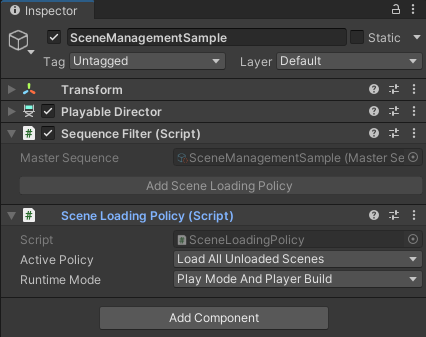 Inspector
SceneManagementSample Static
Tag Untagged Layer Default
Transform
Playable Director
# Sequence Filter (Script)
Master Sequence SceneManagementSample (Master Se
Add Scene Loading Policy
# Scene Loading Policy (Script)
Script # SceneLoadingPolicy
Active Policy Load All Unloaded Scenes
Runtime Mode Play Mode And Player Build
Add Component